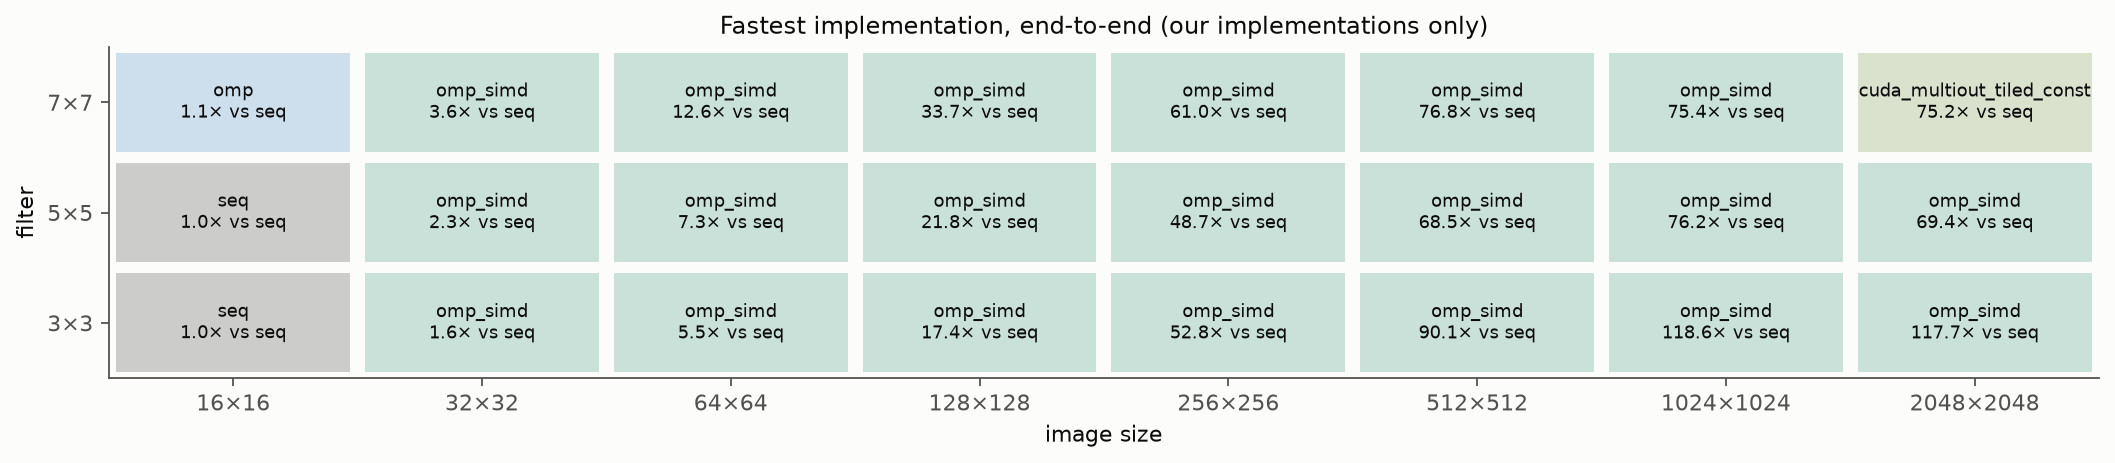 Fastest implementation, end-to-end (our implementations only)
filter
7×7
omp
1.1× vs seq
omp_simd
3.6× vs seq
omp_simd
12.6× vs seq
omp_simd
33.7× vs seq
omp_simd
61.0× vs seq
omp_simd
76.8× vs seq
omp_simd
75.4× vs seq
cuda_multiout_tiled_const
75.2× vs seq
5×5
seq
1.0× vs seq
omp_simd
2.3× vs seq
omp_simd
7.3× vs seq
omp_simd
21.8× vs seq
omp_simd
48.7× vs seq
omp_simd
68.5× vs seq
omp_simd
76.2× vs seq
omp_simd
69.4× vs seq
3×3
seq
1.0× vs seq
omp_simd
1.6× vs seq
omp_simd
5.5× vs seq
omp_simd
17.4× vs seq
omp_simd
52.8× vs seq
omp_simd
90.1× vs seq
omp_simd
118.6× vs seq
omp_simd
117.7× vs seq
16×16
32×32
64×64
128×128
256×256
512×512
1024×1024
2048×2048
image size